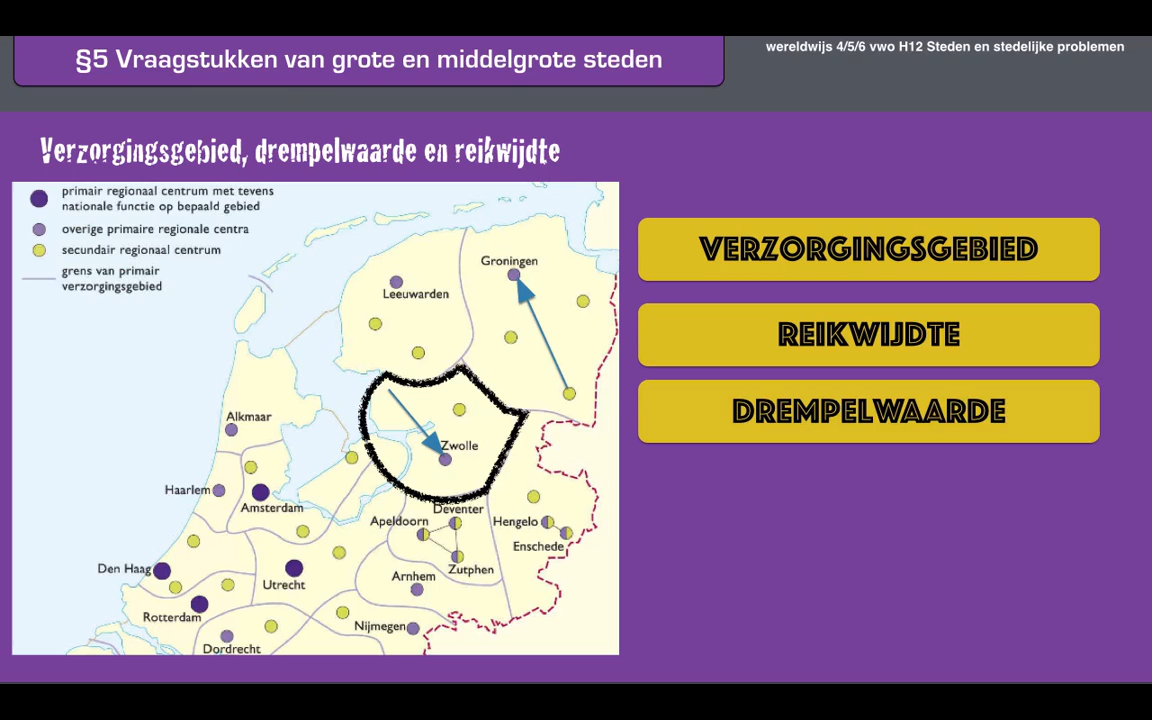 §5 Vraagstukken van grote en middelgrote steden
wereldwijs 4/5/6 vwo H12 Steden en stedelijke problemen
Verzorgingsgebied, drempelwaarde en reikwijdte
primair regionaal centrum met tevens
nationale functie op bepaald gebied
overige primaire regionale centra
secundair regionaal centrum
grens van primair
verzorgingsgebied
VERZORGINGSGEBIED
REIKWIJDTE
DREMPELWAARDE
Groningen
Leeuwarden
Alkmaar
Zwolle
Haarlem
Amsterdam
Deventer
Apeldoorn
Hengelo
Enschede
Zutphen
Den Haag
Utrecht
Arnhem
Rotterdam
Nijmegen
Dordrecht